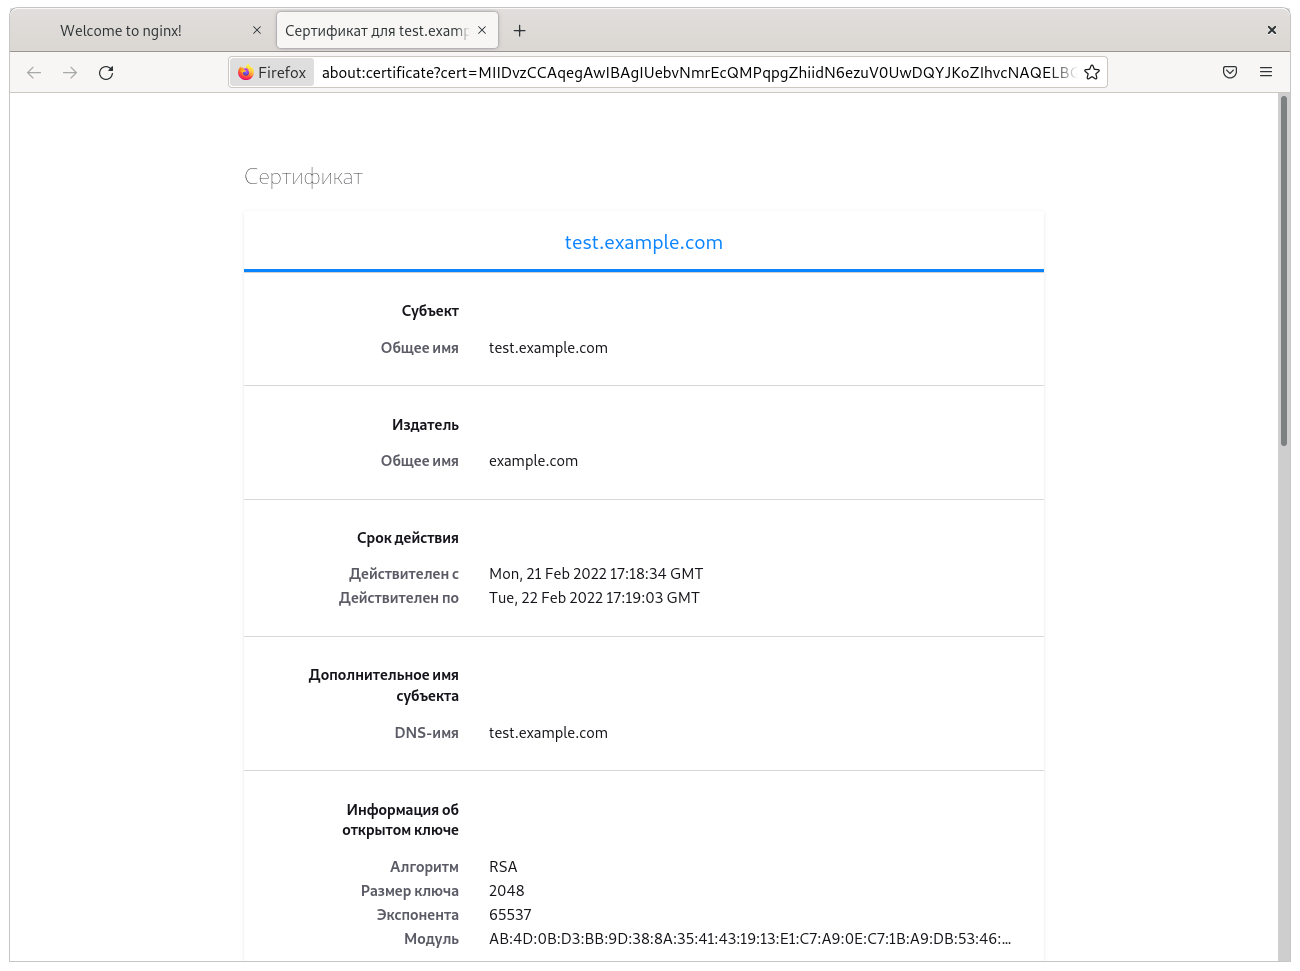 Welcome to nginx!
Сертификат для test.examp
Firefox about:certificate?cert=MIIDvzCCAqegAwIBAgIUebvNmrEcQMPqpgZhiidN6ezuV0UwDQYJKoZIhvcNAQELBQ
Сертификат
test.example.com
Субъект
Общее имя test.example.com
Издатель
Общее имя example.com
Срок действия
Действителен с Mon, 21 Feb 2022 17:18:34 GMT
Действителен по Tue, 22 Feb 2022 17:19:03 GMT
Дополнительное имя
субъекта
DNS-имя test.example.com
Информация об
открытом ключе
Алгоритм RSA
Размер ключа 2048
Экспонента 65537
Модуль AB:4D:0B:D3:BB:9D:38:8A:35:41:43:19:13:E1:C7:A9:0E:C7:1B:A9:DB:53:46:...